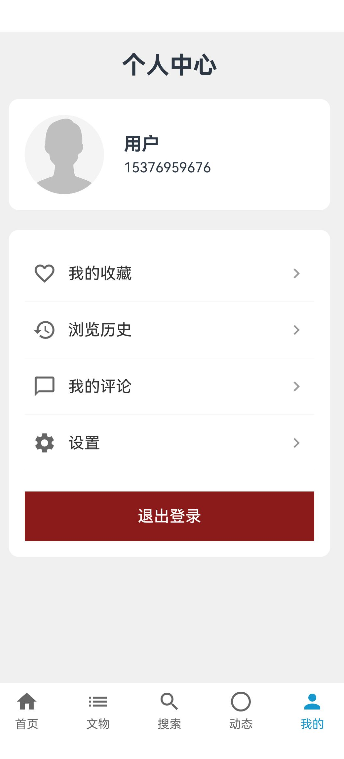 个人中心
用户
15376959676
我的收藏
浏览历史
我的评论
设置
退出登录
首页
文物
搜索
动态
我的